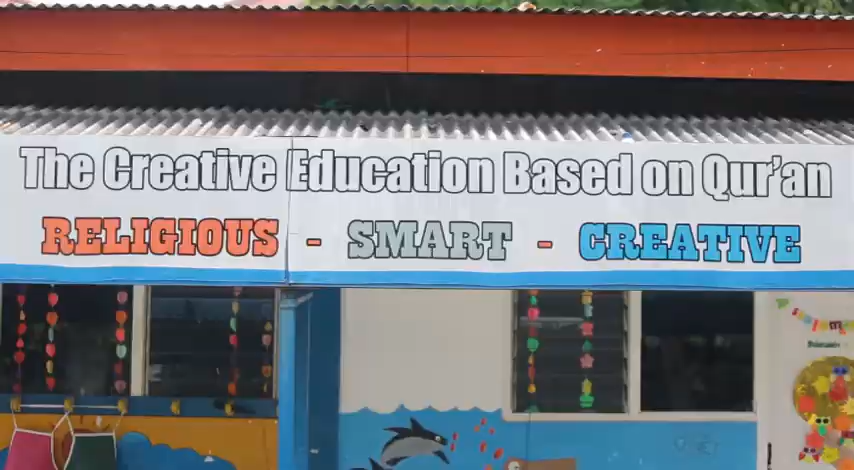 The Creative Education Based on Qur'an
RELIGIOUS - SMART - CREATIVE